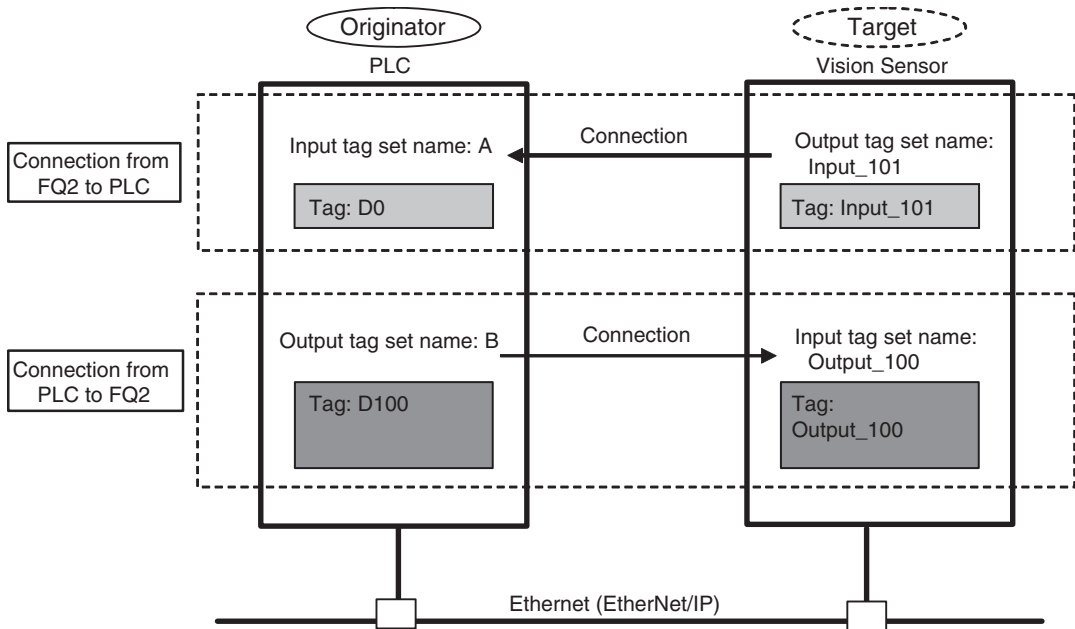 Originator
Target
PLC
Vision Sensor
Connection from
FQ2 to PLC
Input tag set name: A
Connection
Output tag set name:
Input_101
Tag: D0
Tag: Input_101
Connection from
PLC to FQ2
Output tag set name: B
Connection
Input tag set name:
Output_100
Tag: D100
Tag:
Output_100
Ethernet (EtherNet/IP)